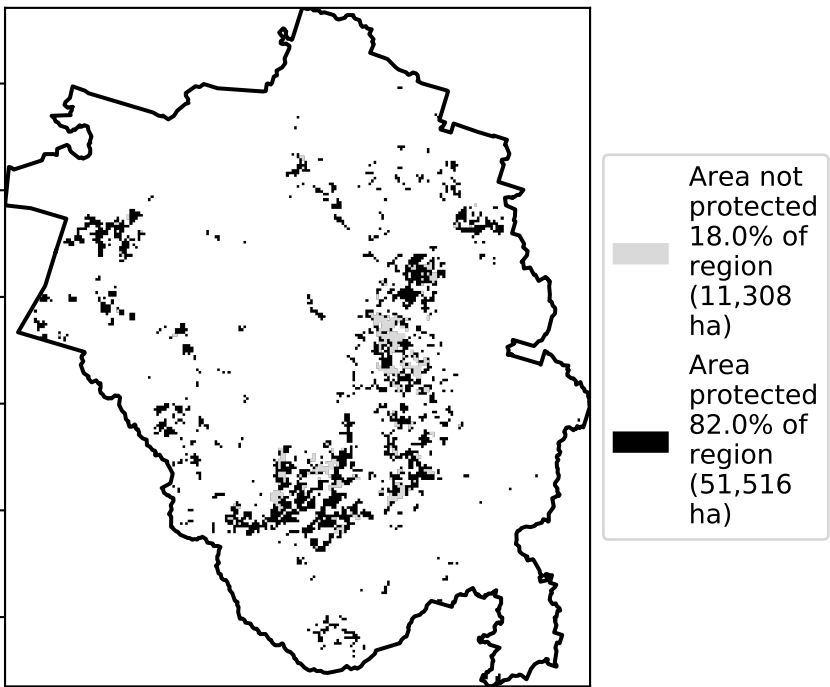 Area not
protected
18.0% of
region
(11,308
ha)
Area
protected
82.0% of
region
(51,516
ha)